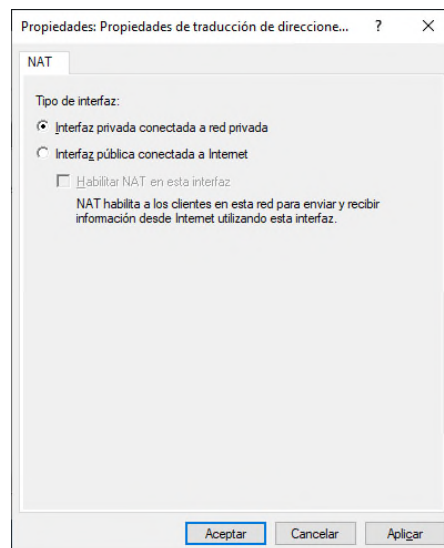 Propiedades: Propiedades de traducción de direccione... ? ×
NAT
Tipo de interfaz:
Interfaz privada conectada a red privada
Interfaz pública conectada a Internet
Habilitar NAT en esta interfaz
NAT habilita a los clientes en esta red para enviar y recibir
información desde Internet utilizando esta interfaz.
Aceptar Cancelar Aplicar